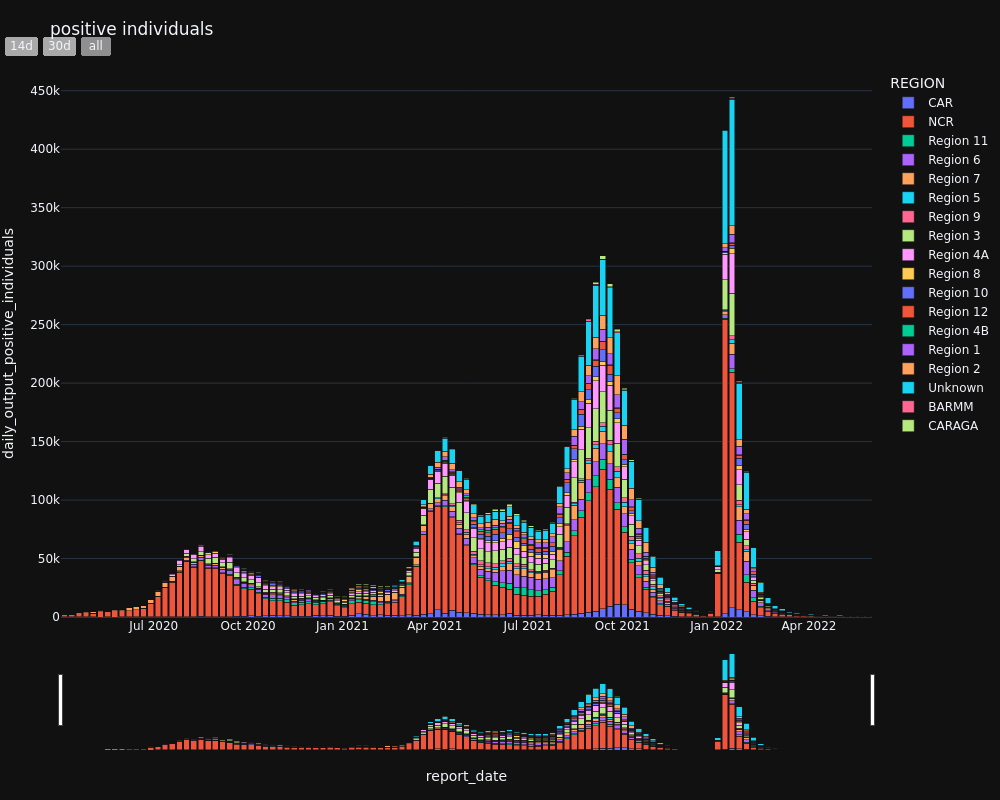 positive individuals
14d 30d all
450k
400k
350k
300k
250k
200k
150k
100k
50k
0
daily_output_positive_individuals
Jul 2020 Oct 2020 Jan 2021 Apr 2021 Jul 2021 Oct 2021 Jan 2022 Apr 2022
report_date
REGION
CAR
NCR
Region 11
Region 6
Region 7
Region 5
Region 9
Region 3
Region 4A
Region 8
Region 10
Region 12
Region 4B
Region 1
Region 2
Unknown
BARMM
CARAGA